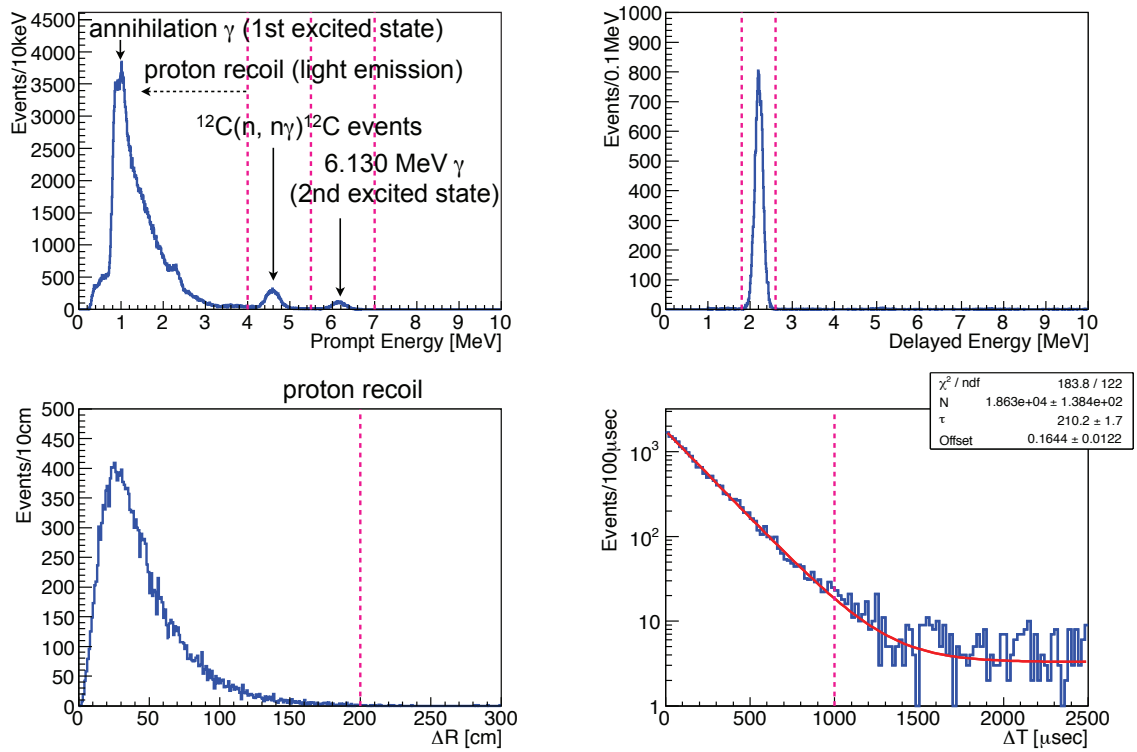 annihilation γ (1st excited state)
proton recoil (light emission)
¹²C(n, nγ)¹²C events
6.130 MeV γ
(2nd excited state)
Events/10keV
4500
4000
3500
3000
2500
2000
1500
1000
500
0
0 1 2 3 4 5 6 7 8 9 10
Prompt Energy [MeV]
Events/0.1MeV
1000
900
800
700
600
500
400
300
200
100
0
0 1 2 3 4 5 6 7 8 9 10
Delayed Energy [MeV]
proton recoil
Events/10cm
500
450
400
350
300
250
200
150
100
50
0
0 50 100 150 200 250 300
ΔR [cm]
χ² / ndf 183.8 / 122
N 1.863e+04 ± 1.384e+02
τ 210.2 ± 1.7
Offset 0.1644 ± 0.0122
Events/100μsec
10³
10²
10
1
0 500 1000 1500 2000 2500
ΔT [μsec]